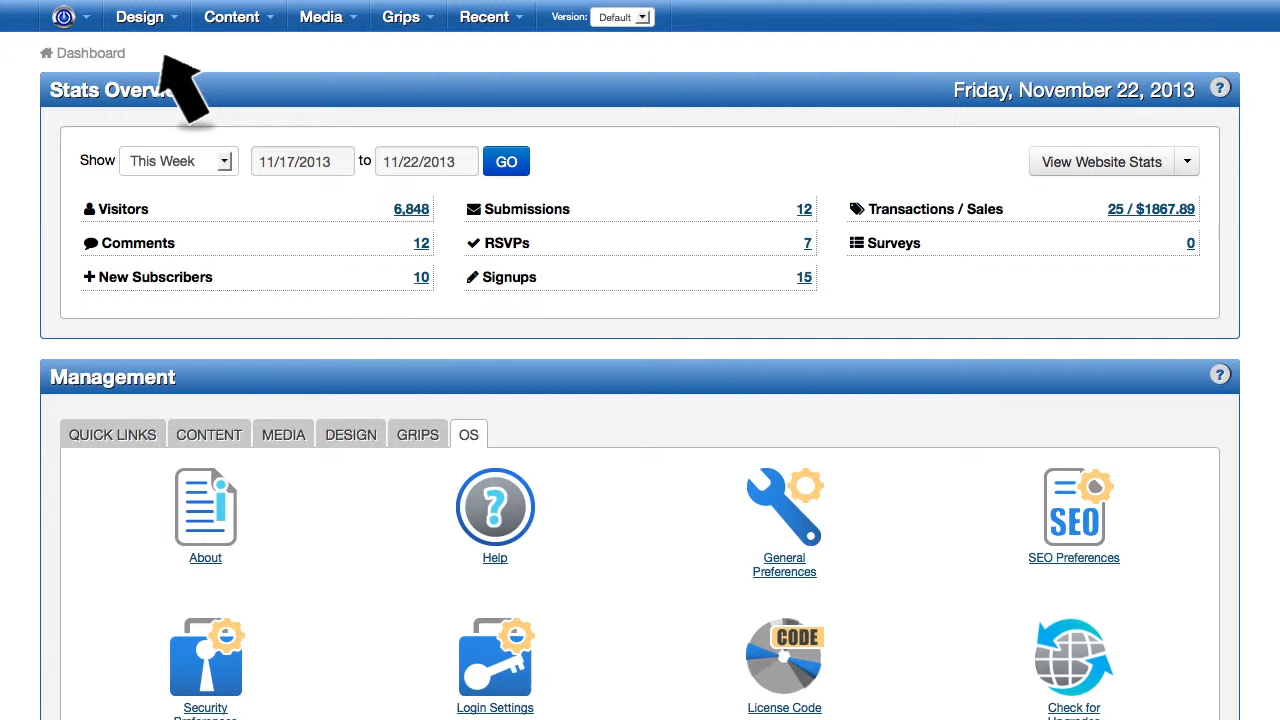 Design Content Media Grips Recent Version: Default
Dashboard
Stats Friday, November 22, 2013 ?
Show This Week 11/17/2013 to 11/22/2013 GO View Website Stats
Visitors 6,848 Submissions 12 Transactions / Sales 25 / $1867.89
Comments 12 RSVPs 7 Surveys 0
New Subscribers 10 Signups 15
Management ?
QUICK LINKS CONTENT MEDIA DESIGN GRIPS OS
? SEO
About Help General SEO Preferences
Preferences
CODE
Security Login Settings License Code Check for